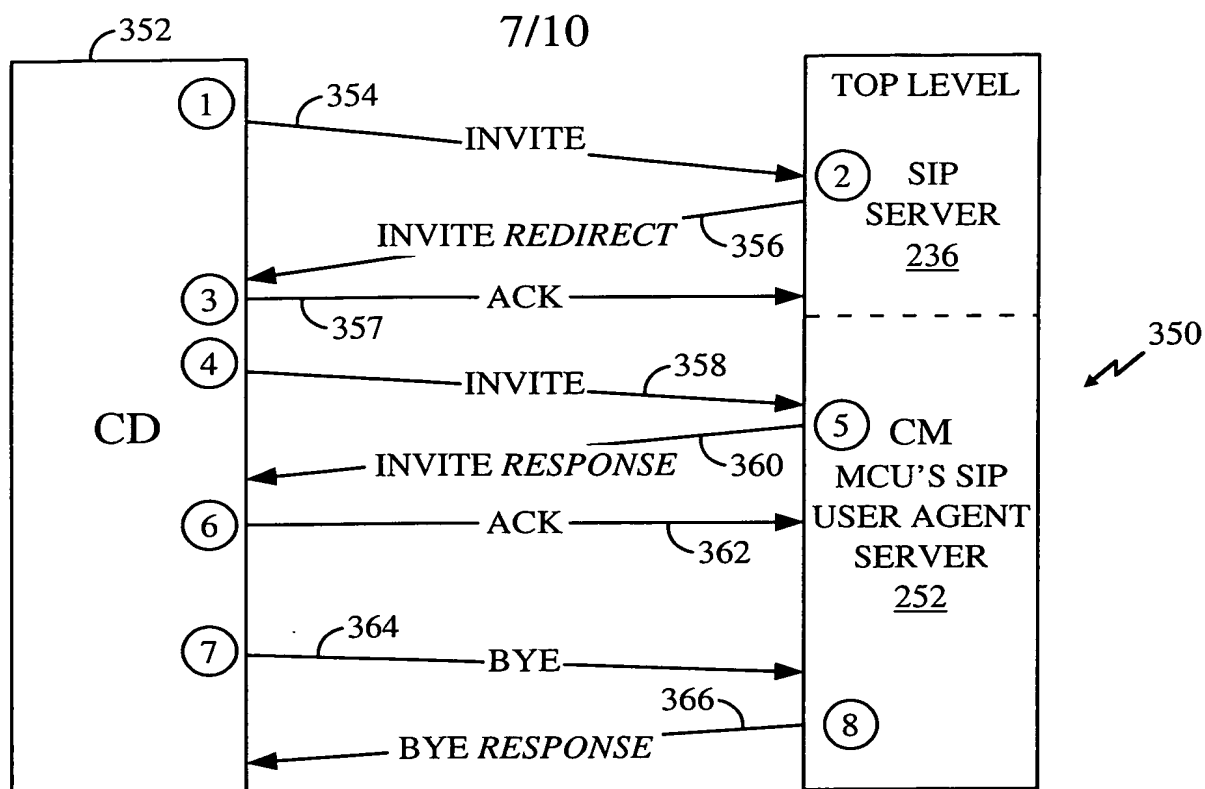 7/10
352
TOP LEVEL
1
354
INVITE
2
SIP
SERVER
236
INVITE REDIRECT
356
3
ACK
357
350
4
358
INVITE
5
CM
CD
INVITE RESPONSE
360
MCU'S SIP
USER AGENT
SERVER
252
6
ACK
362
7
364
BYE
366
8
BYE RESPONSE